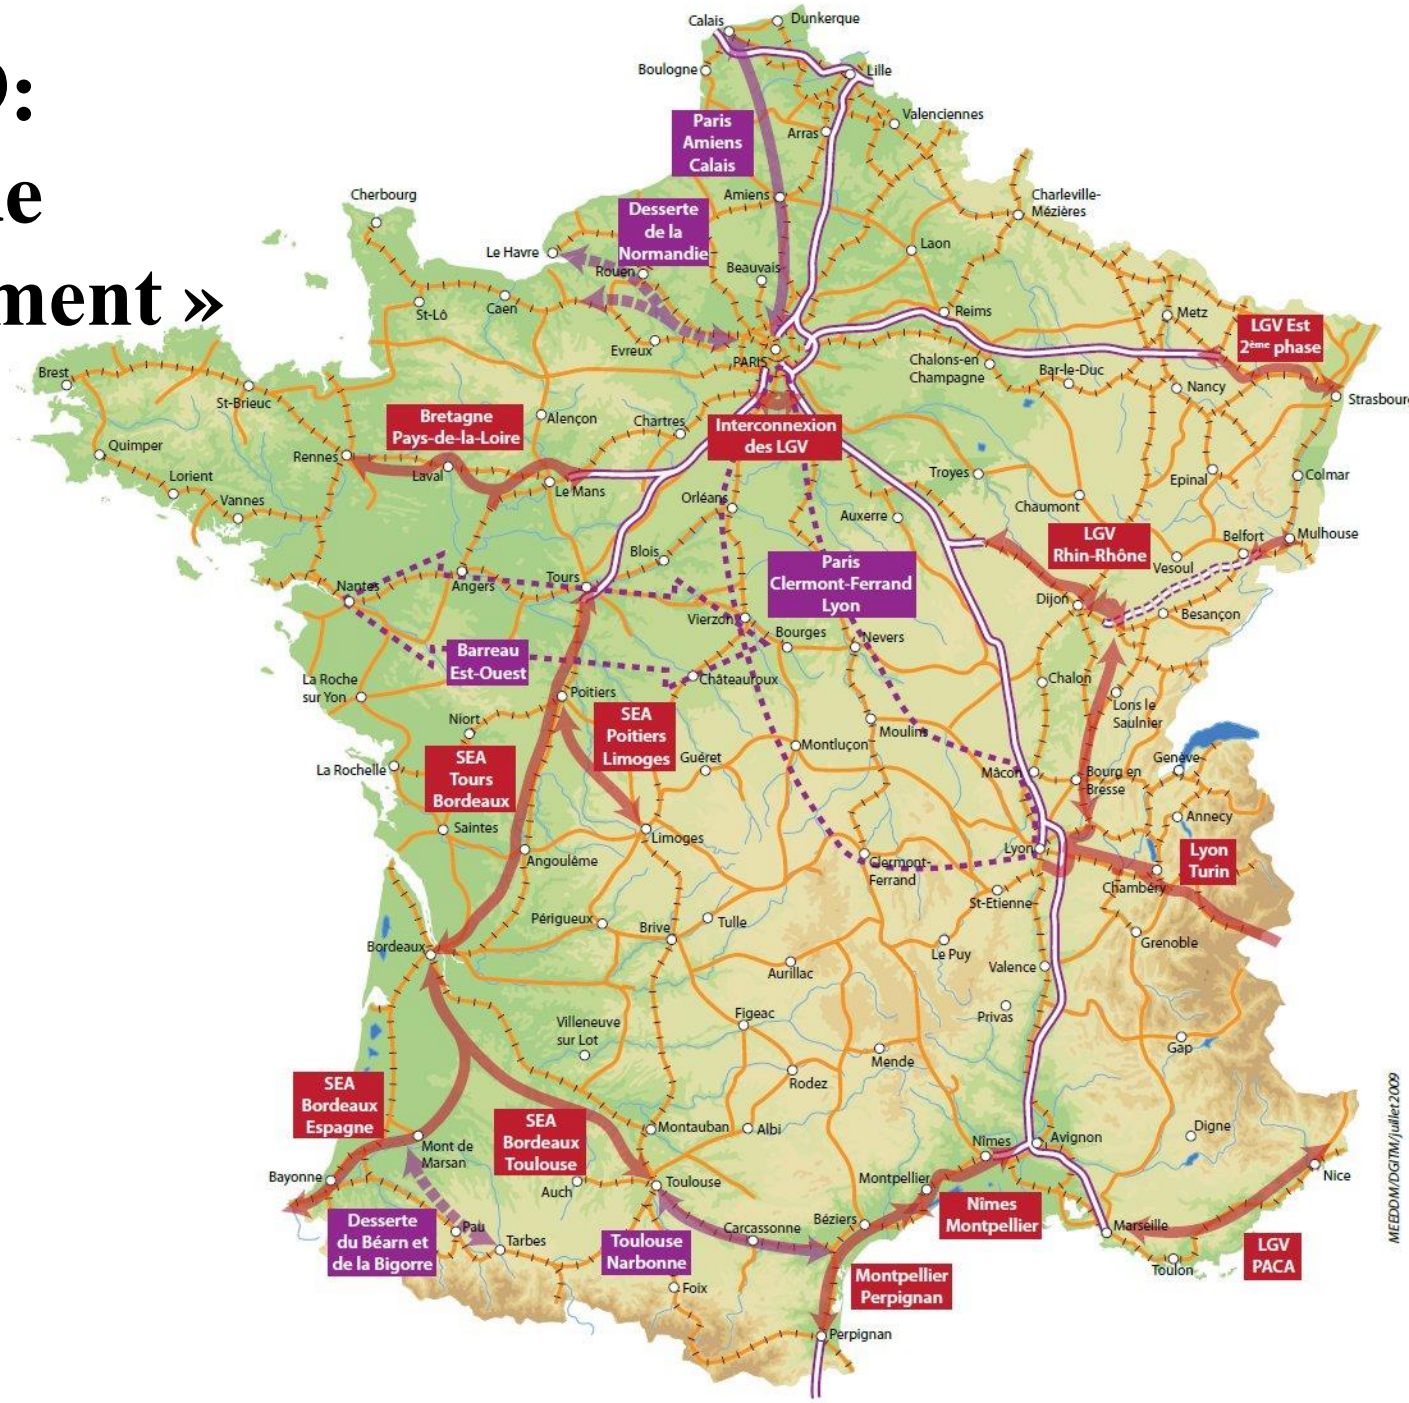 :
ment »
Calais
Dunkerque
Boulogne
Lille
Valenciennes
Paris
Amiens
Calais
Arras
Cherbourg
Amiens
Charleville-
Mézières
Desserte
de la
Normandie
Le Havre
Rouen
Beauvais
Laon
St-Lô
Caen
Reims
Metz
LGV Est
2ème phase
Evreux
PARIS
Chalons-en
Champagne
Bar-le-Duc
Nancy
Strasbourg
Brest
St-Brieuc
Bretagne
Pays-de-la-Loire
Alençon
Chartres
Interconnexion
des LGV
Quimper
Rennes
Laval
Le Mans
Lorient
Vannes
Orléans
Troyes
Epinal
Colmar
Chaumont
Auxerre
LGV
Rhin-Rhône
Belfort
Mulhouse
Vesoul
Blois
Paris
Clermont-Ferrand
Lyon
Nantes
Angers
Tours
Dijon
Besançon
Vierzon
Bourges
Nevers
Barreau
Est-Ouest
La Roche
sur Yon
Châteauroux
Chalon
Lons le
Saulnier
Poitiers
Niort
SEA
Poitiers
Limoges
Moulins
Montluçon
Guéret
Genève
La Rochelle
SEA
Tours
Bordeaux
Mâcon
Bourg en
Bresse
Annecy
Saintes
Limoges
Angoulême
Clermont-
Ferrand
Lyon
Lyon
Turin
Chambéry
St-Etienne
Périgueux
Brive
Tulle
Le Puy
Grenoble
Bordeaux
Aurillac
Valence
Villeneuve
sur Lot
Figeac
Privas
Gap
Rodez
Mende
SEA
Bordeaux
Espagne
SEA
Bordeaux
Toulouse
Montauban
Albi
Nîmes
Avignon
Digne
Mont de
Marsan
Bayonne
Auch
Toulouse
Montpellier
Nice
Desserte
du Béarn et
de la Bigorre
Pau
Tarbes
Toulouse
Narbonne
Carcassonne
Béziers
Nîmes
Montpellier
Marseille
Toulon
LGV
PACA
Foix
Montpellier
Perpignan
Perpignan
MEEDDM/DGITM/juillet2009